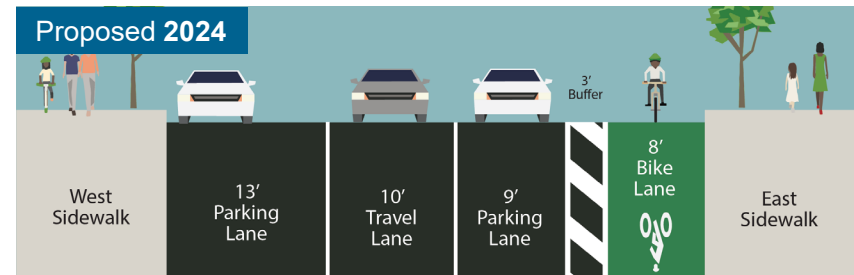 Proposed 2024
3’
Buffer
West
Sidewalk
13’
Parking
Lane
10’
Travel
Lane
9’
Parking
Lane
8’
Bike
Lane
East
Sidewalk